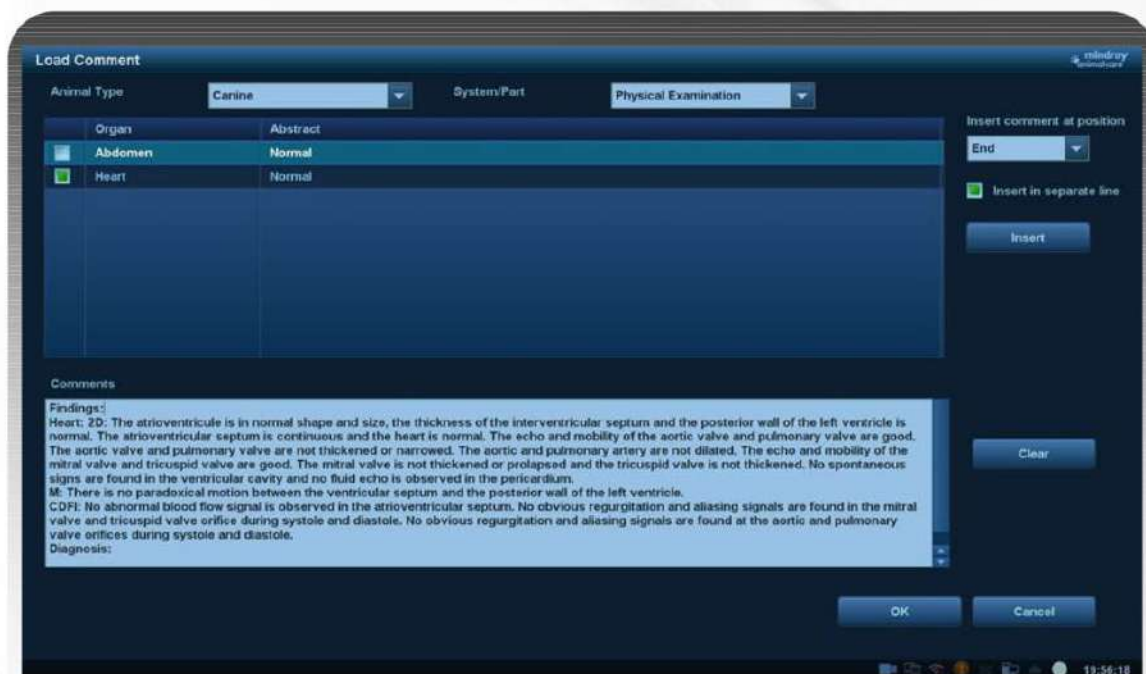 Load Comment
mindray
animal care
Animal Type
Canine
System/Part
Physical Examination
Organ
Abstract
Insert comment at position
Abdomen
Normal
End
Heart
Normal
Insert in separate line
Insert
Comments
Findings:
Heart: 2D: The atrioventricule is in normal shape and size, the thickness of the interventricular septum and the posterior wall of the left ventricle is
normal. The atrioventricular septum is continuous and the heart is normal. The echo and mobility of the aortic valve and pulmonary valve are good.
The aortic valve and pulmonary valve are not thickened or narrowed. The aortic and pulmonary artery are not dilated. The echo and mobility of the
mitral valve and tricuspid valve are good. The mitral valve is not thickened or prolapsed and the tricuspid valve is not thickened. No spontaneous
signs are found in the ventricular cavity and no fluid echo is observed in the pericardium.
M: There is no paradoxical motion between the ventricular septum and the posterior wall of the left ventricle.
CDFI: No abnormal blood flow signal is observed in the atrioventricular septum. No obvious regurgitation and aliasing signals are found in the mitral
valve and tricuspid valve orifice during systole and diastole. No obvious regurgitation and aliasing signals are found at the aortic and pulmonary
valve orifices during systole and diastole.
Diagnosis:
Clear
OK
Cancel
19:56:18